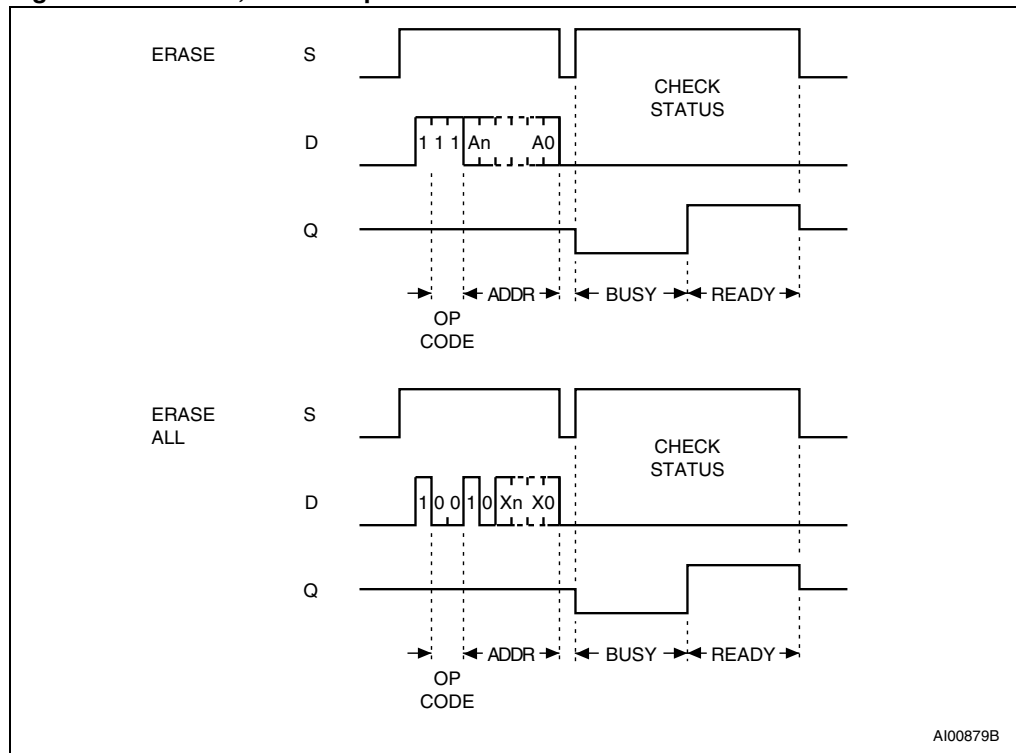 ERASE S
CHECK
STATUS
D 1 1 1 An A0
Q
ADDR BUSY READY
OP
CODE
ERASE S
ALL
CHECK
STATUS
D 1 0 0 1 0 Xn X0
Q
ADDR BUSY READY
OP
CODE
AI00879B